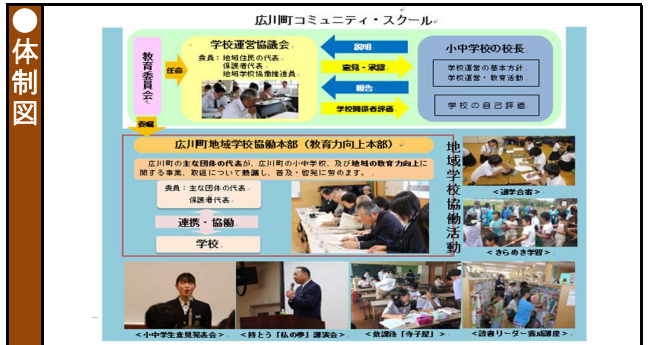 ●体制図
広川町コミュニティ・スクール
教育委員会
任命
学校運営協議会
委員：地域住民の代表
保護者代表
地域学校協働推進員
説明
意見・承認
報告
学校関係者評価
小中学校の校長
学校運営の基本方針
学校運営・教育活動
学校の自己評価
委嘱
広川町地域学校協働本部（教育力向上本部）
広川町の主な団体の代表が、広川町の小中学校、及び地域の教育力向上に
関する事業、取組について熟議し、普及・啓発に努めます。
委員：主な団体の代表
保護者代表
連携・協働
学校
地域学校協働活動
＜通学合宿＞
＜きらめき学習＞
＜小中学生意見発表会＞
＜持とう「仏の夢」講演会＞
＜放課後「寺子屋」＞
＜読書リーダー養成講座＞